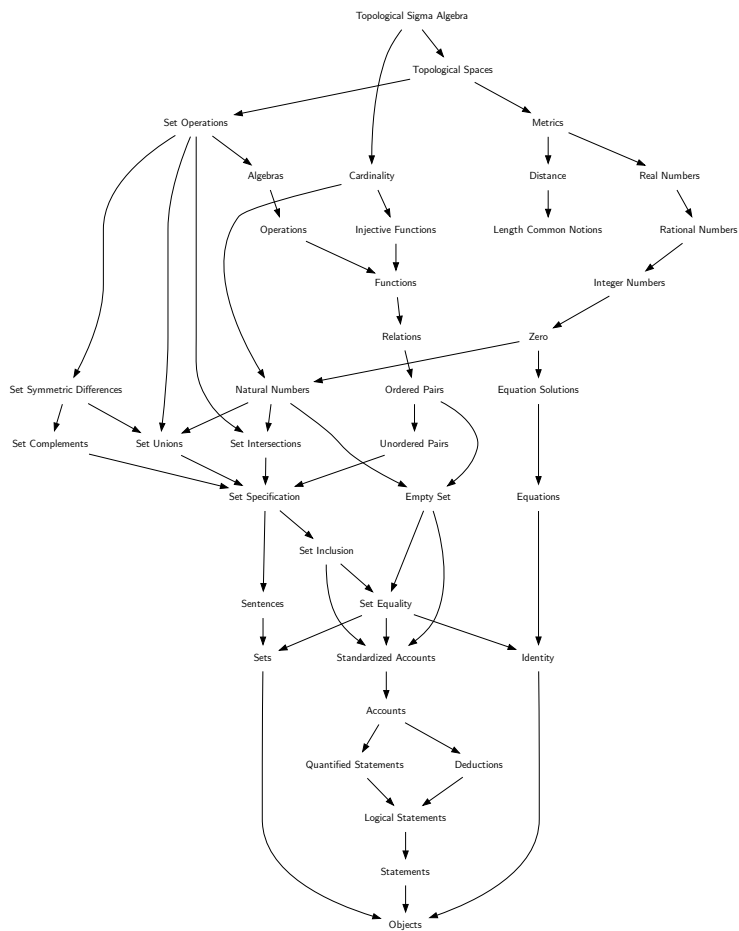 Topological Sigma Algebra
Topological Spaces
Set Operations
Metrics
Algebras
Cardinality
Distance
Real Numbers
Operations
Injective Functions
Length Common Notions
Rational Numbers
Functions
Integer Numbers
Relations
Zero
Set Symmetric Differences
Natural Numbers
Ordered Pairs
Equation Solutions
Set Complements
Set Unions
Set Intersections
Unordered Pairs
Set Specification
Empty Set
Equations
Set Inclusion
Sentences
Set Equality
Sets
Standardized Accounts
Identity
Accounts
Quantified Statements
Deductions
Logical Statements
Statements
Objects